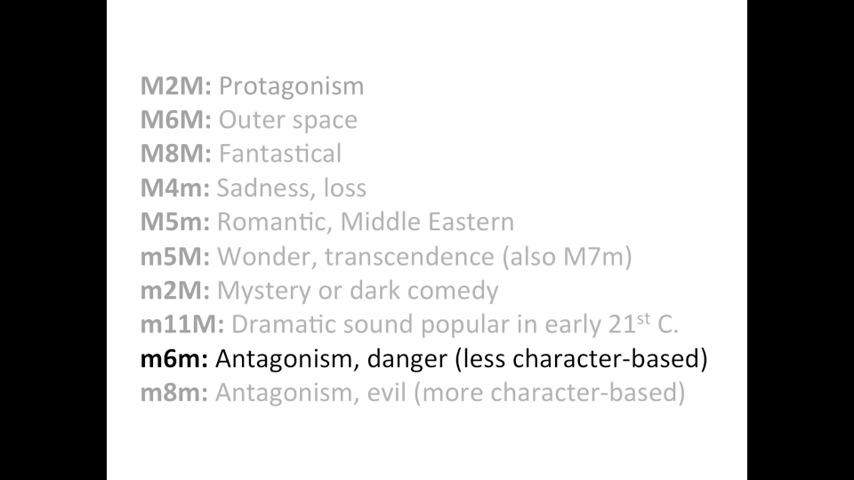 M2M: Protagonism
M6M: Outer space
M8M: Fantastical
M4m: Sadness, loss
M5m: Romantic, Middle Eastern
m5M: Wonder, transcendence (also M7m)
m2M: Mystery or dark comedy
m11M: Dramatic sound popular in early 21st C.
m6m: Antagonism, danger (less character-based)
m8m: Antagonism, evil (more character-based)